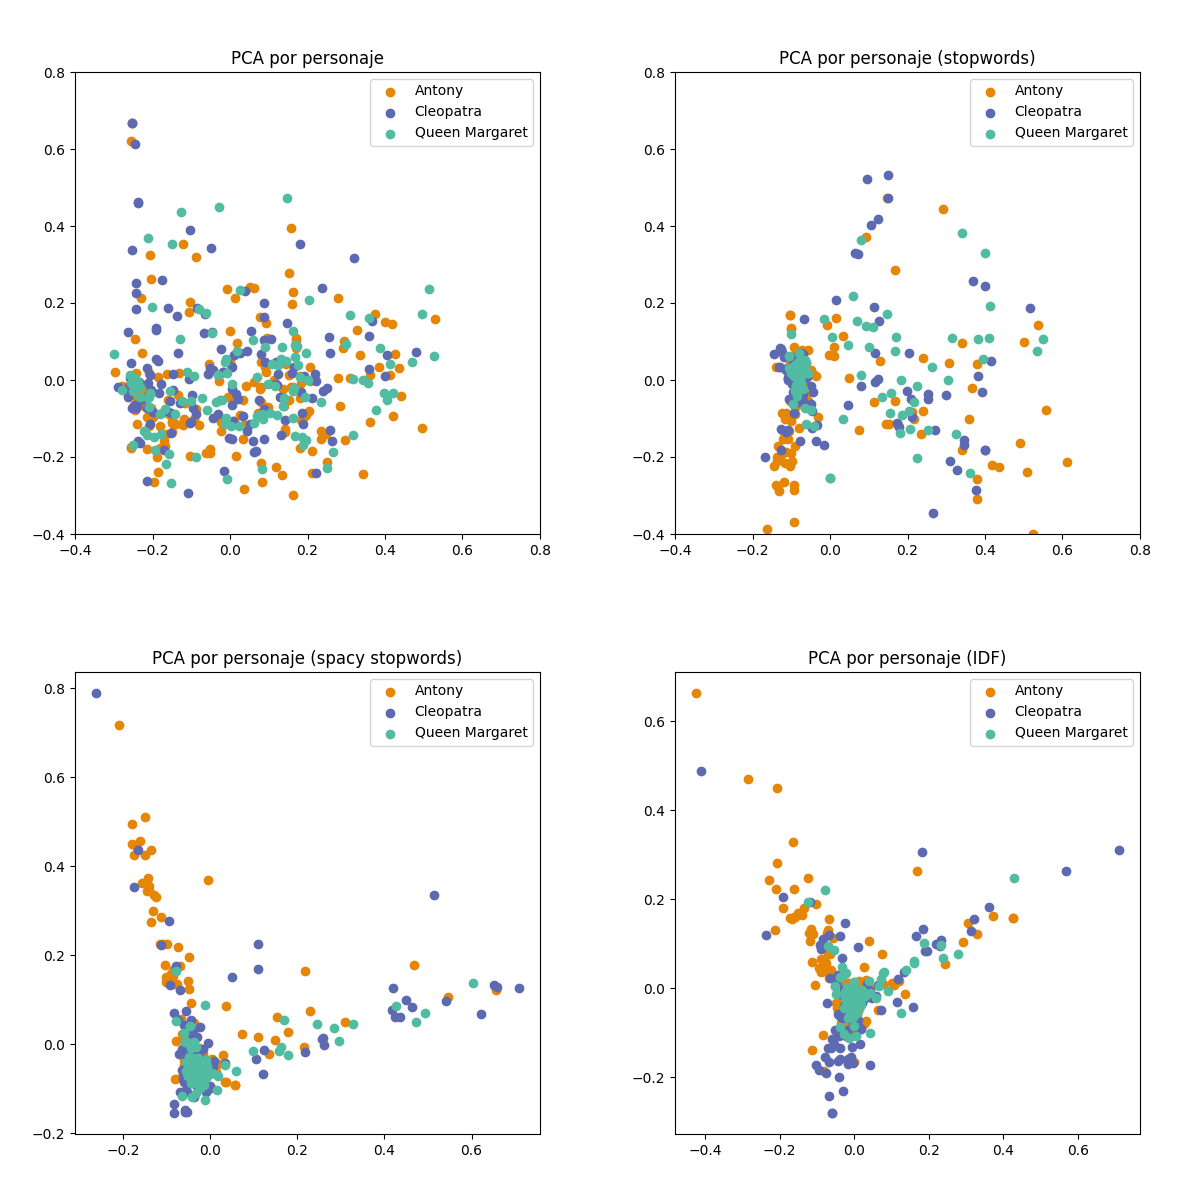 PCA por personaje
0.8
0.6
0.4
0.2
0.0
−0.2
−0.4
−0.4 −0.2 0.0 0.2 0.4 0.6 0.8
Antony
Cleopatra
Queen Margaret
PCA por personaje (stopwords)
0.8
0.6
0.4
0.2
0.0
−0.2
−0.4
−0.4 −0.2 0.0 0.2 0.4 0.6 0.8
Antony
Cleopatra
Queen Margaret
PCA por personaje (spacy stopwords)
0.8
0.6
0.4
0.2
0.0
−0.2
−0.2 0.0 0.2 0.4 0.6
Antony
Cleopatra
Queen Margaret
PCA por personaje (IDF)
0.6
0.4
0.2
0.0
−0.2
−0.4 −0.2 0.0 0.2 0.4 0.6
Antony
Cleopatra
Queen Margaret